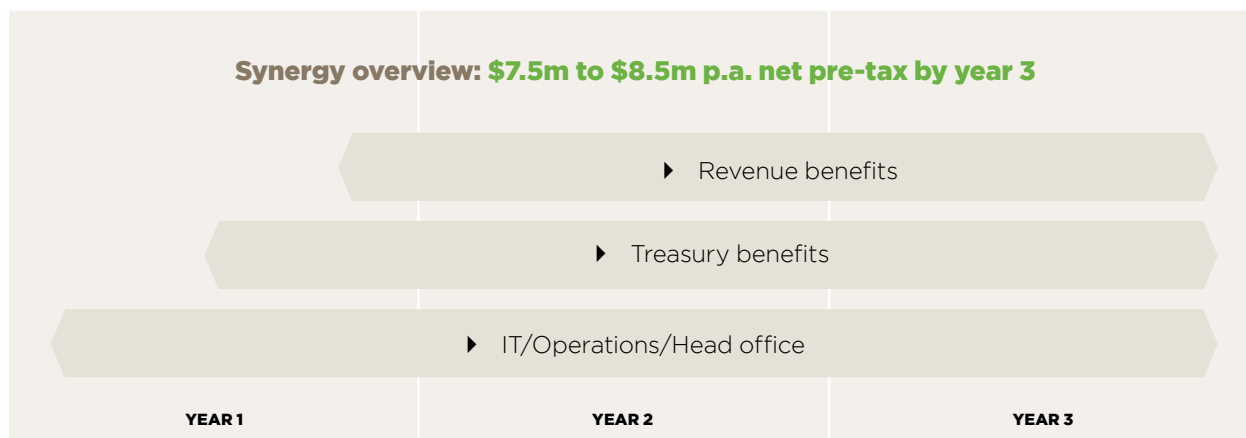 Synergy overview: $7.5m to $8.5m p.a. net pre-tax by year 3
Revenue benefits
Treasury benefits
IT/Operations/Head office
YEAR 1
YEAR 2
YEAR 3